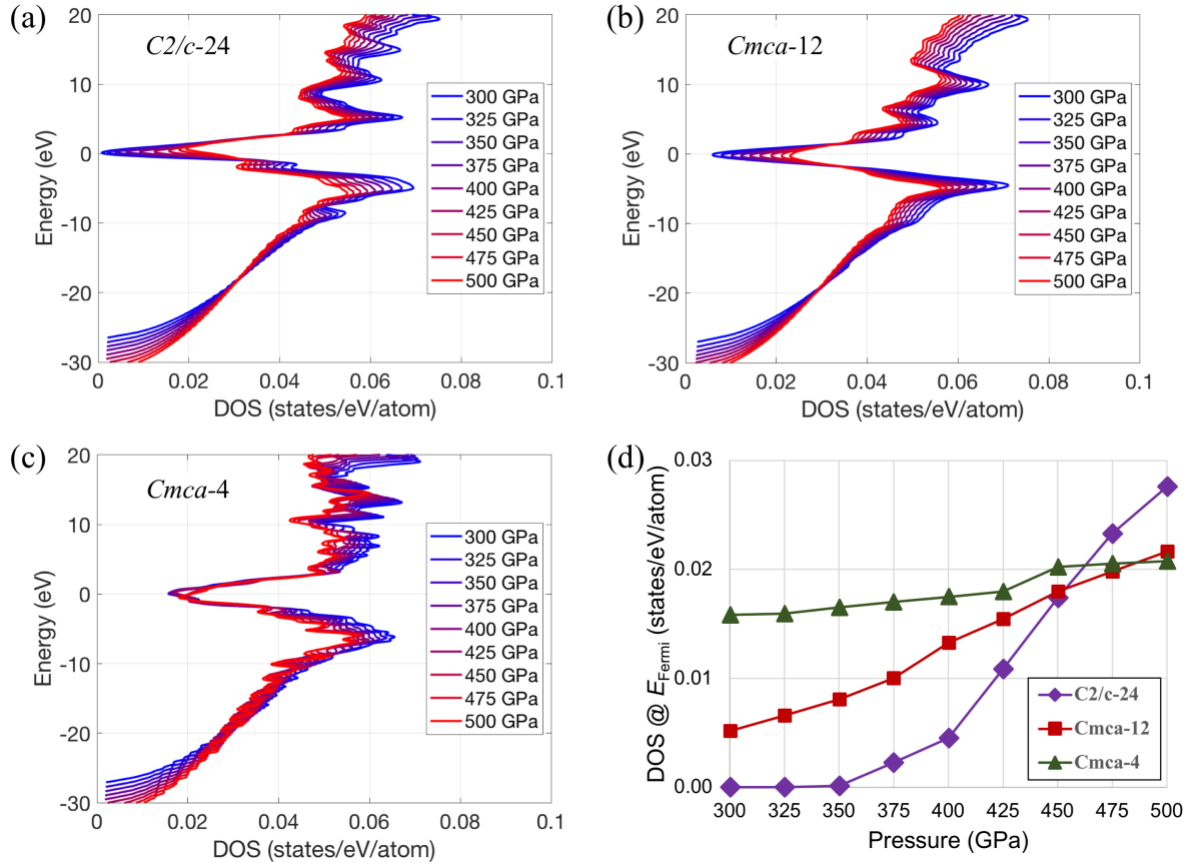 (a)
C2/c-24
20
10
0
-10
-20
-30
Energy (eV)
0
0.02
0.04
0.06
0.08
0.1
DOS (states/eV/atom)
300 GPa
325 GPa
350 GPa
375 GPa
400 GPa
425 GPa
450 GPa
475 GPa
500 GPa
(b)
Cmca-12
20
10
0
-10
-20
-30
Energy (eV)
0
0.02
0.04
0.06
0.08
0.1
DOS (states/eV/atom)
300 GPa
325 GPa
350 GPa
375 GPa
400 GPa
425 GPa
450 GPa
475 GPa
500 GPa
(c)
Cmca-4
20
10
0
-10
-20
-30
Energy (eV)
0
0.02
0.04
0.06
0.08
0.1
DOS (states/eV/atom)
300 GPa
325 GPa
350 GPa
375 GPa
400 GPa
425 GPa
450 GPa
475 GPa
500 GPa
(d)
0.03
0.02
0.01
0.00
DOS @ EFermi (states/eV/atom)
300 325 350 375 400 425 450 475 500
Pressure (GPa)
C2/c-24
Cmca-12
Cmca-4